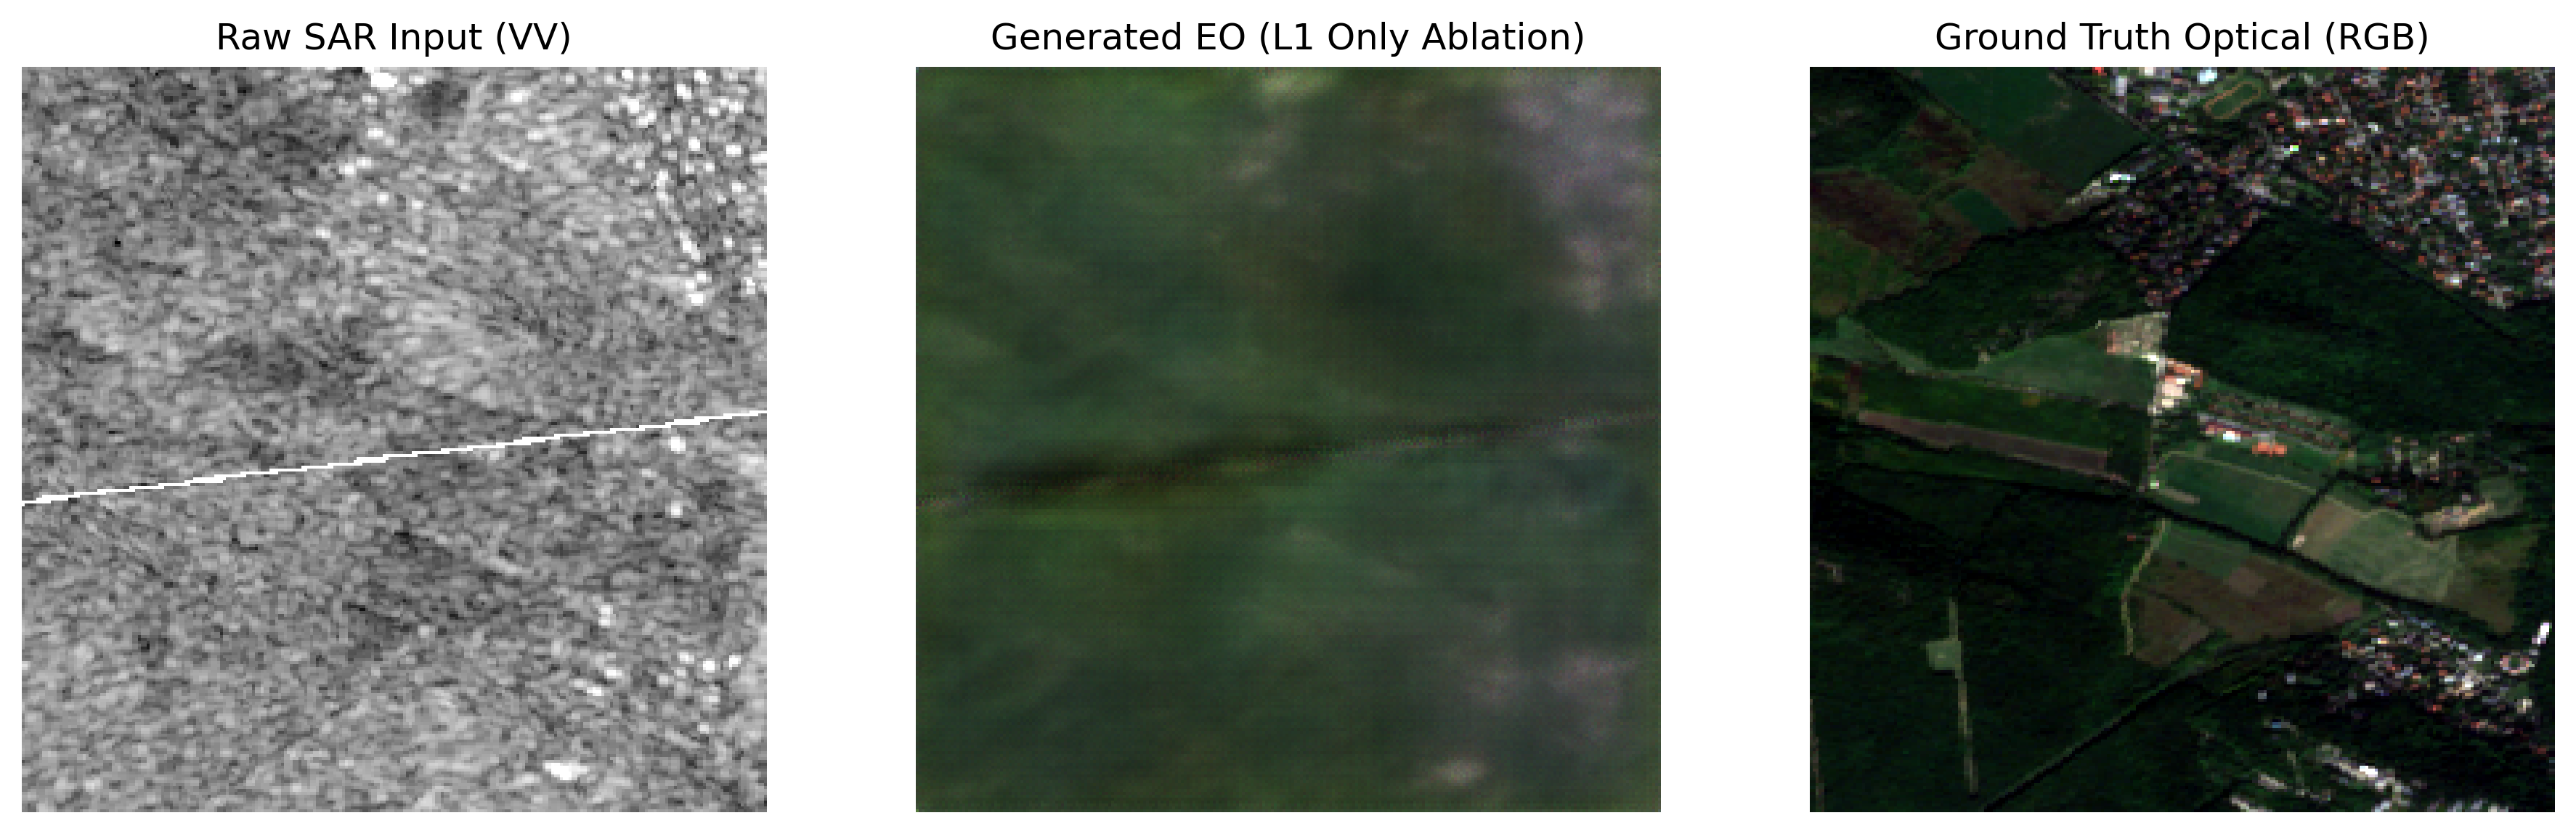 Raw SAR Input (VV)
Generated EO (L1 Only Ablation)
Ground Truth Optical (RGB)